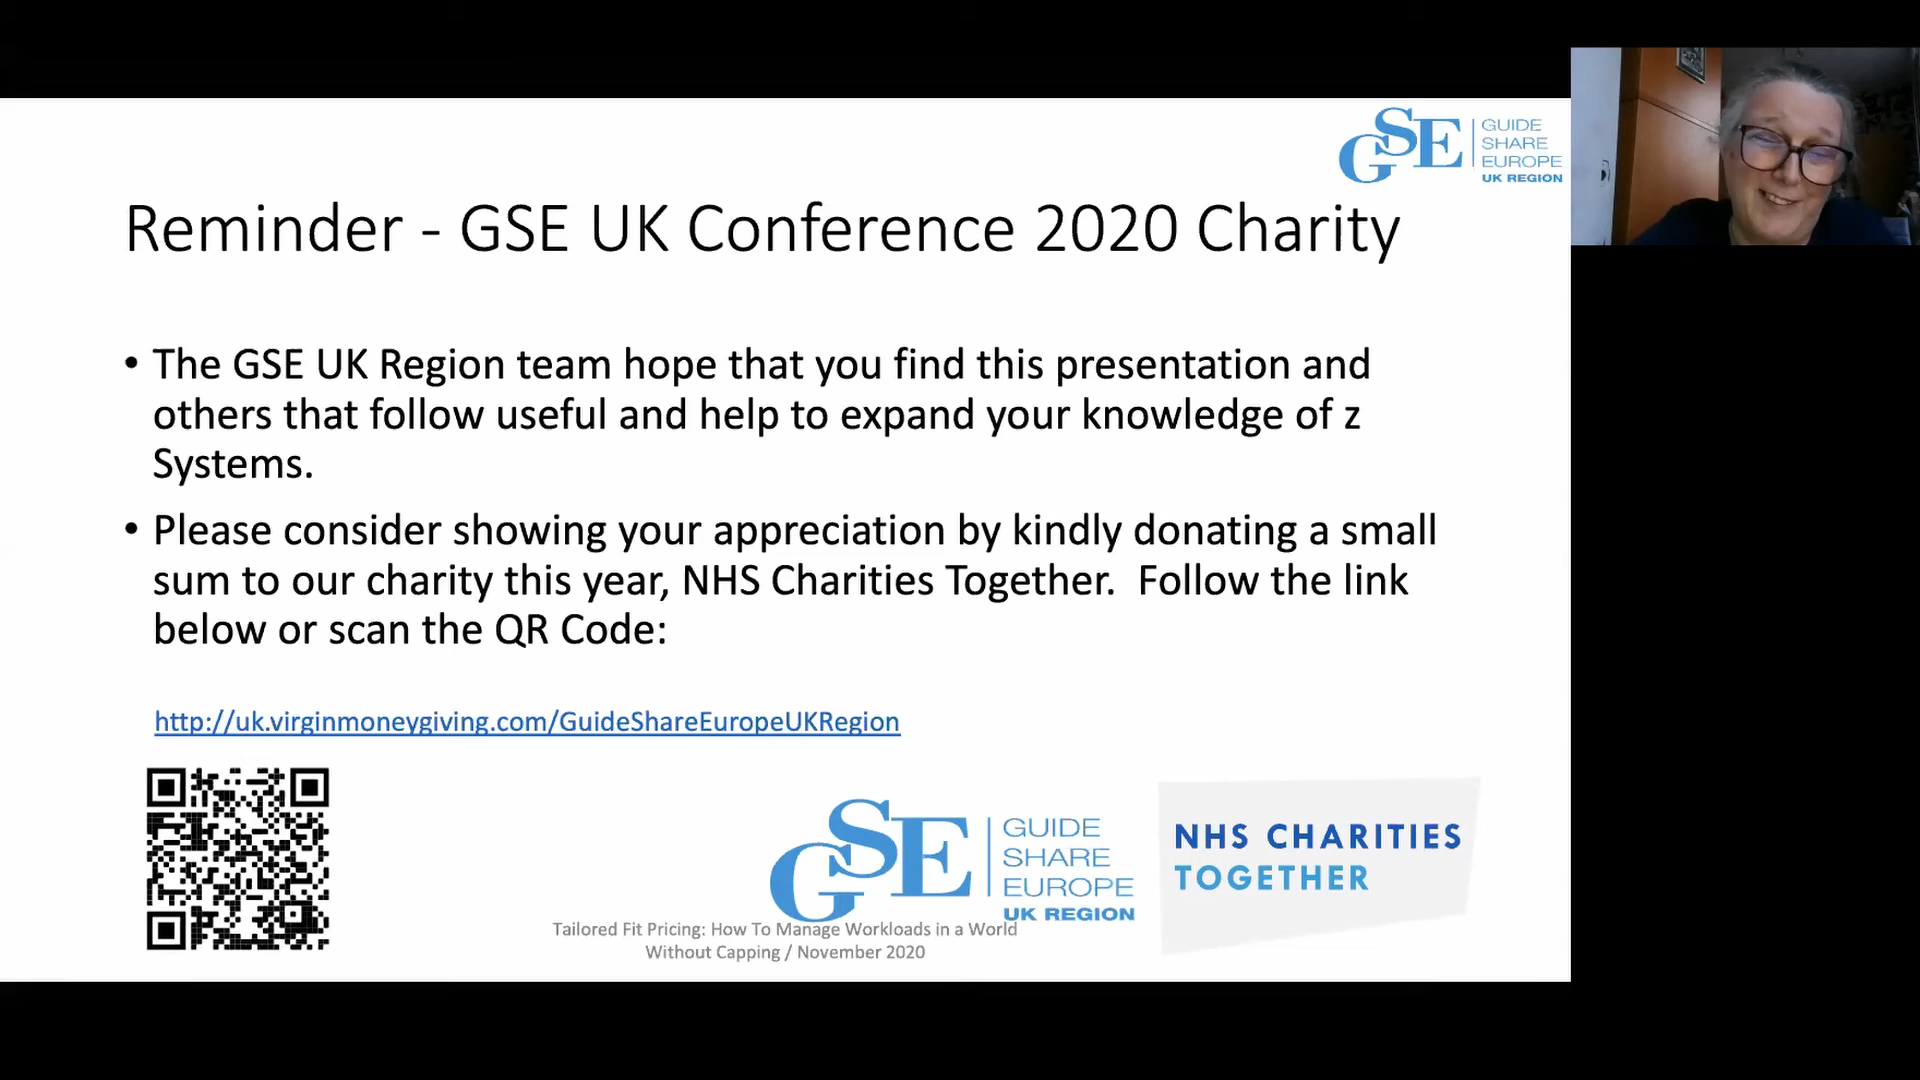 GSE
GUIDE
SHARE
EUROPE
UK REGION
Reminder - GSE UK Conference 2020 Charity
• The GSE UK Region team hope that you find this presentation and
others that follow useful and help to expand your knowledge of z
Systems.
• Please consider showing your appreciation by kindly donating a small
sum to our charity this year, NHS Charities Together.  Follow the link
below or scan the QR Code:
http://uk.virginmoneygiving.com/GuideShareEuropeUKRegion
GSE
GUIDE
SHARE
EUROPE
UK REGION
NHS CHARITIES
TOGETHER
Tailored Fit Pricing: How To Manage Workloads in a World
Without Capping / November 2020